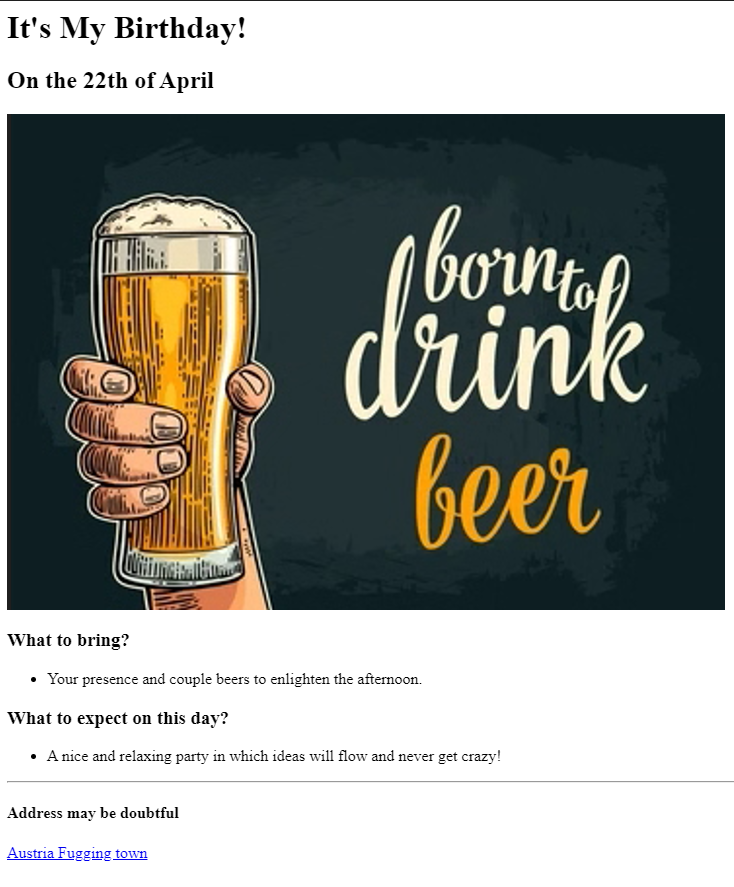 It's My Birthday!
On the 22th of April
born to
drink
beer
What to bring?
Your presence and couple beers to enlighten the afternoon.
What to expect on this day?
A nice and relaxing party in which ideas will flow and never get crazy!
Address may be doubtful
Austria Fugging town